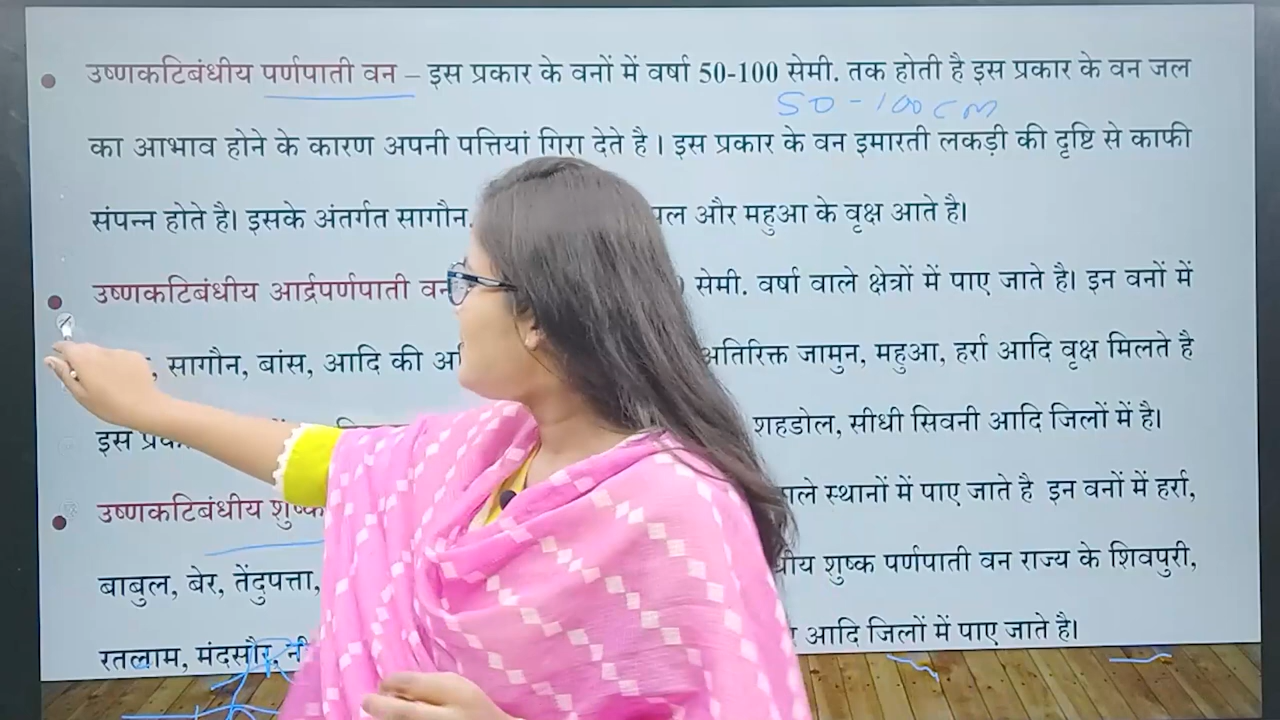 उष्णकटिबंधीय पर्णपाती वन – इस प्रकार के वनों में वर्षा 50-100 सेमी. तक होती है इस प्रकार के वन जल
50-100 cm
का आभाव होने के कारण अपनी पत्तियां गिरा देते है । इस प्रकार के वन इमारती लकड़ी की दृष्टि से काफी
संपन्न होते है। इसके अंतर्गत सागौन और महुआ के वृक्ष आते है।
उष्णकटिबंधीय आर्द्रपर्णपाती वन सेमी. वर्षा वाले क्षेत्रों में पाए जाते है। इन वनों में
, सागौन, बांस, आदि की अतिरिक्त जामुन, महुआ, हर्रा आदि वृक्ष मिलते है
इस शहडोल, सीधी सिवनी आदि जिलों में है।
उष्णकटिबंधीय शुष्क स्थानों में पाए जाते है इन वनों में हर्रा,
बाबुल, बेर, तेंदुपत्ता, शुष्क पर्णपाती वन राज्य के शिवपुरी,
रतलाम, मंदसौर, आदि जिलों में पाए जाते है।